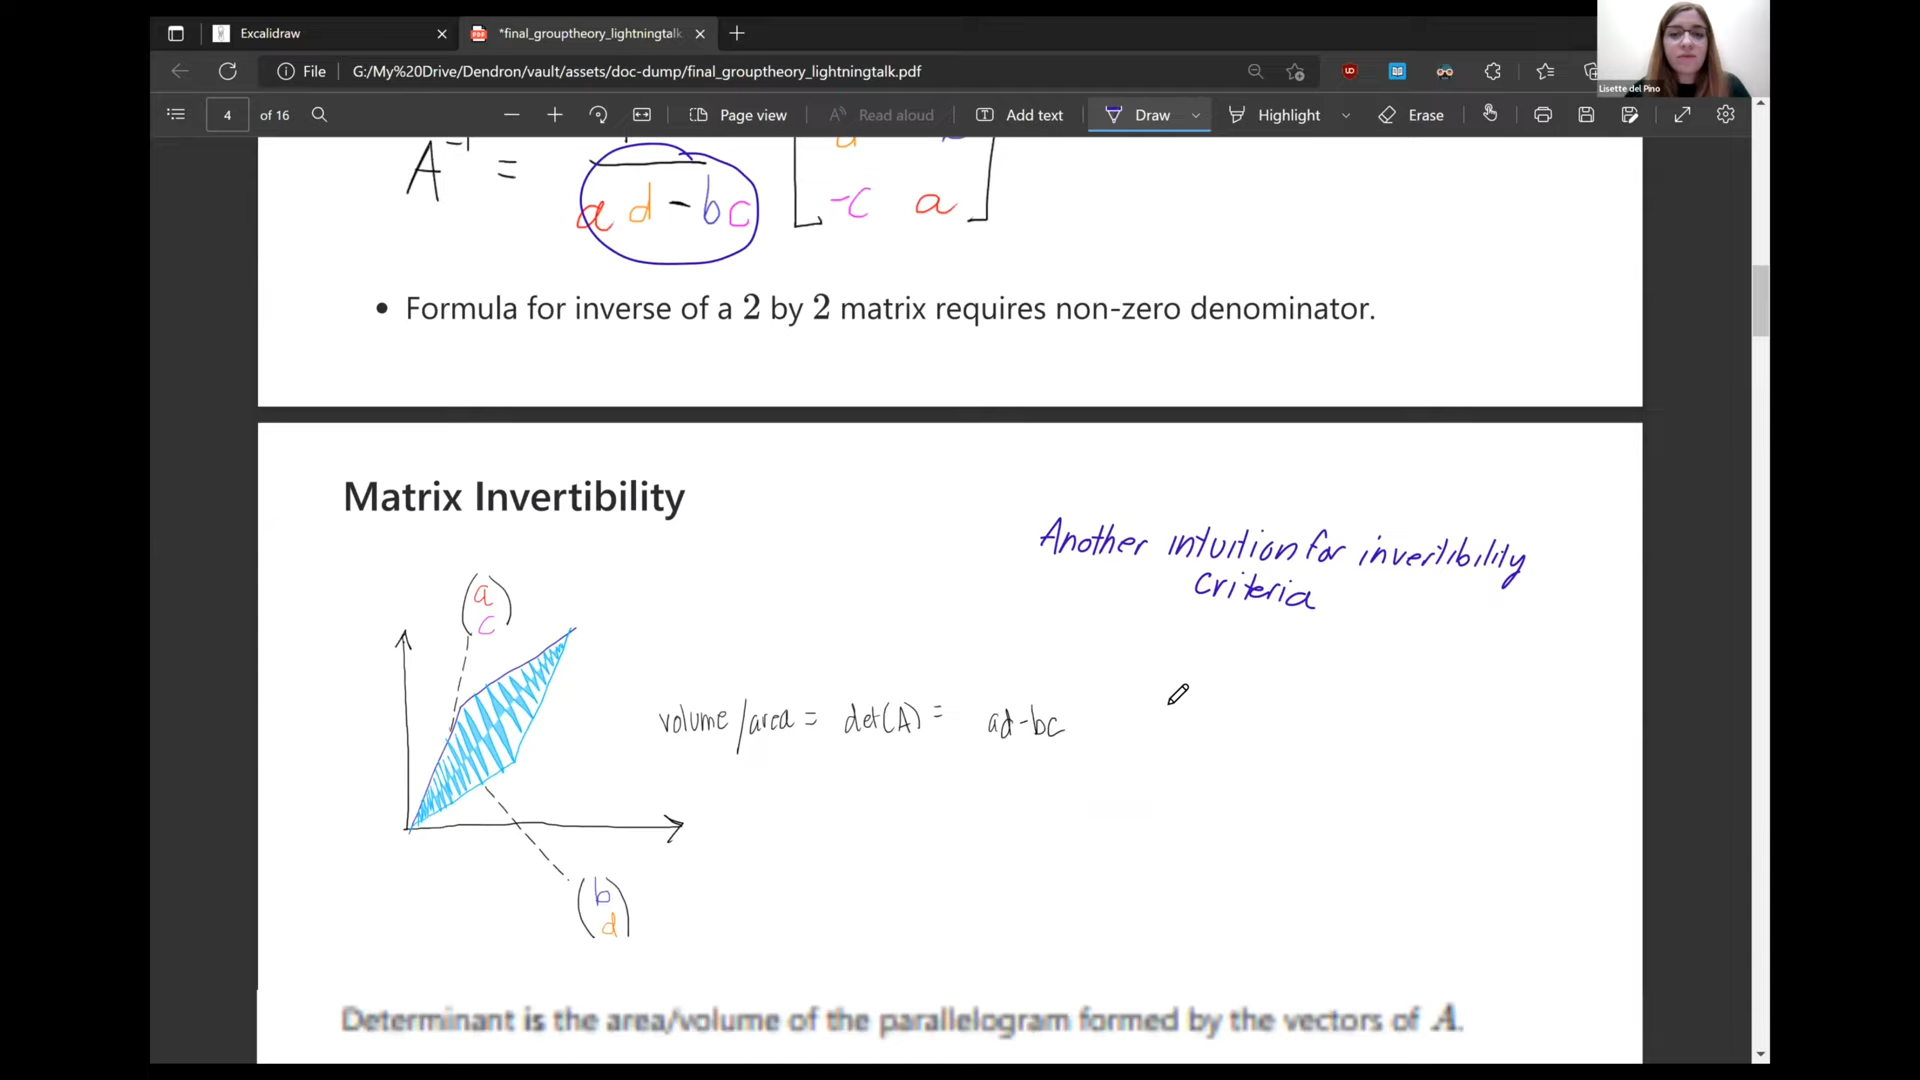 Excalidraw
*final_grouptheory_lightningtalk
File G:/My%20Drive/Dendron/vault/assets/doc-dump/final_grouptheory_lightningtalk.pdf
Lisette del Pino
4 of 16 Page view Read aloud Add text Draw Highlight Erase
A⁻¹ =
ad - bc
-c a
• Formula for inverse of a 2 by 2 matrix requires non-zero denominator.
Matrix Invertibility
Another intuition for invertibility
criteria
a
c
volume/area = det(A) = ad-bc
b
d
Determinant is the area/volume of the parallelogram formed by the vectors of A.